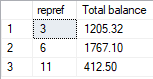 repref Total balance
1 3 1205.32
2 6 1767.10
3 11 412.50